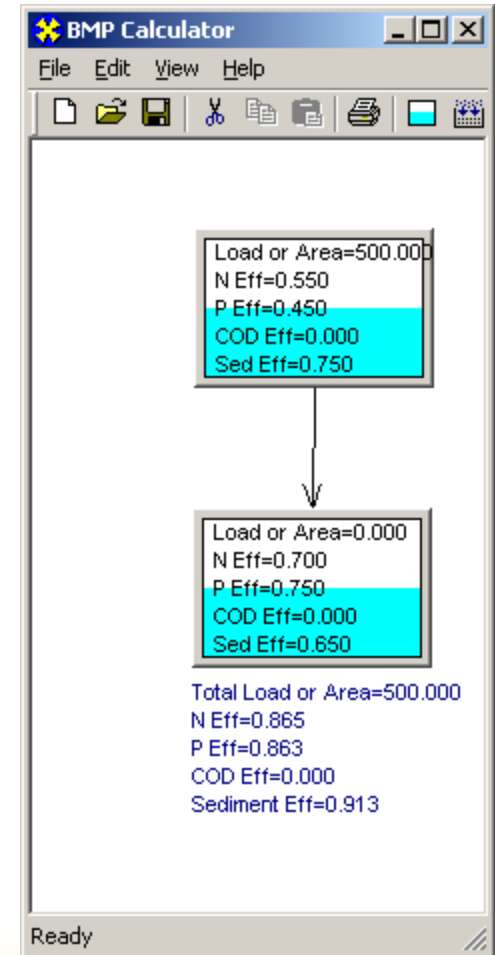 BMP Calculator
File Edit View Help
Load or Area=500.000
N Eff=0.550
P Eff=0.450
COD Eff=0.000
Sed Eff=0.750
Load or Area=0.000
N Eff=0.700
P Eff=0.750
COD Eff=0.000
Sed Eff=0.650
Total Load or Area=500.000
N Eff=0.865
P Eff=0.863
COD Eff=0.000
Sediment Eff=0.913
Ready